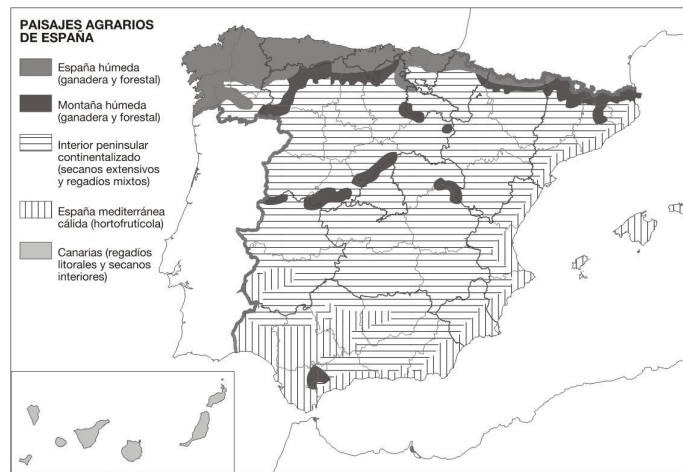 PAISAJES AGRARIOS
DE ESPAÑA
España húmeda
(ganadera y forestal)
Montaña húmeda
(ganadera y forestal)
Interior peninsular
continentalizado
(secanos extensivos
y regadíos mixtos)
España mediterránea
cálida (hortofrutícola)
Canarias (regadíos
litorales y secanos
interiores)